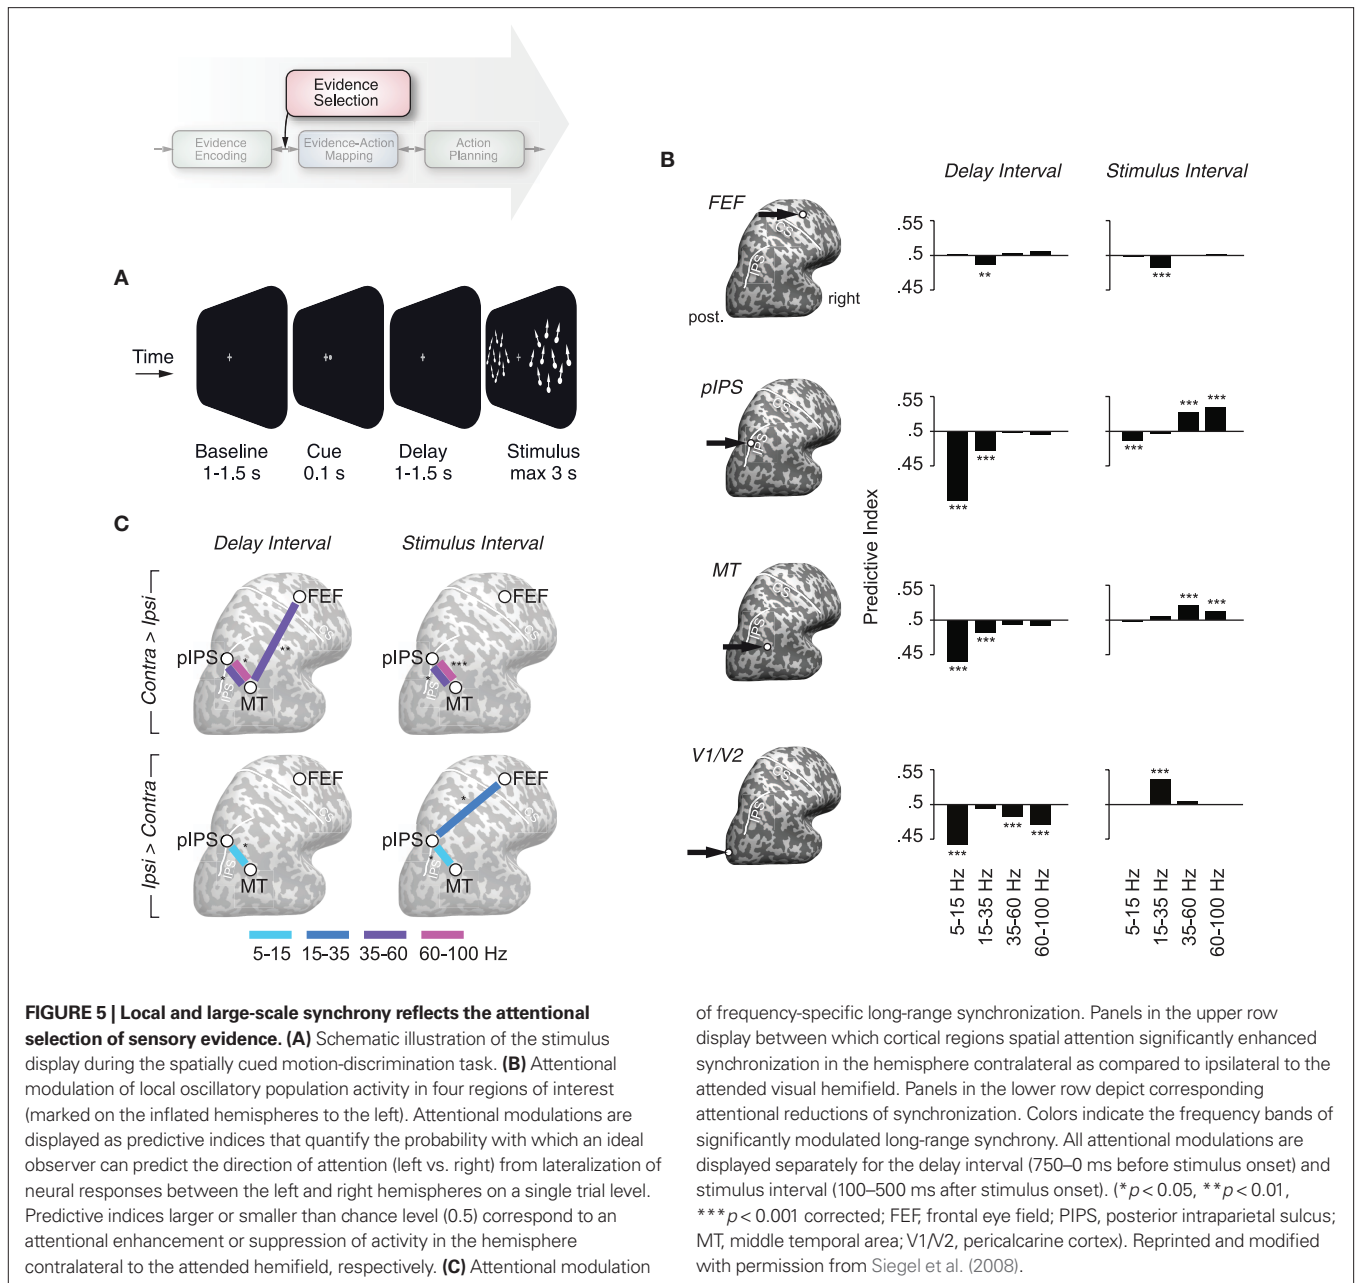 Evidence
Selection
Evidence
Encoding
Evidence-Action
Mapping
Action
Planning
A
Time
Baseline
1-1.5 s
Cue
0.1 s
Delay
1-1.5 s
Stimulus
max 3 s
B
Delay Interval
Stimulus Interval
FEF
CS
IPS
post.
right
.55
.5
.45
**
***
pIPS
CS
IPS
.55
.5
.45
***
***
***
***
***
Predictive Index
MT
IPS
.55
.5
.45
***
***
***
***
V1/V2
IPS
.55
.5
.45
***
***
***
***
5-15 Hz
15-35 Hz
35-60 Hz
60-100 Hz
5-15 Hz
15-35 Hz
35-60 Hz
60-100 Hz
C
Delay Interval
Stimulus Interval
Contra > Ipsi
FEF
CS
pIPS
IPS
MT
*
*
**
FEF
CS
pIPS
IPS
MT
*
***
Ipsi > Contra
FEF
CS
pIPS
IPS
MT
*
FEF
CS
pIPS
IPS
MT
*
*
5-15
15-35
35-60
60-100 Hz
FIGURE 5 | Local and large-scale synchrony reflects the attentional
selection of sensory evidence. (A) Schematic illustration of the stimulus
display during the spatially cued motion-discrimination task. (B) Attentional
modulation of local oscillatory population activity in four regions of interest
(marked on the inflated hemispheres to the left). Attentional modulations are
displayed as predictive indices that quantify the probability with which an ideal
observer can predict the direction of attention (left vs. right) from lateralization of
neural responses between the left and right hemispheres on a single trial level.
Predictive indices larger or smaller than chance level (0.5) correspond to an
attentional enhancement or suppression of activity in the hemisphere
contralateral to the attended hemifield, respectively. (C) Attentional modulation
of frequency-specific long-range synchronization. Panels in the upper row
display between which cortical regions spatial attention significantly enhanced
synchronization in the hemisphere contralateral as compared to ipsilateral to the
attended visual hemifield. Panels in the lower row depict corresponding
attentional reductions of synchronization. Colors indicate the frequency bands of
significantly modulated long-range synchrony. All attentional modulations are
displayed separately for the delay interval (750–0 ms before stimulus onset) and
stimulus interval (100–500 ms after stimulus onset). (*p < 0.05, **p < 0.01,
***p < 0.001 corrected; FEF, frontal eye field; PIPS, posterior intraparietal sulcus;
MT, middle temporal area; V1/V2, pericalcarine cortex). Reprinted and modified
with permission from Siegel et al. (2008).